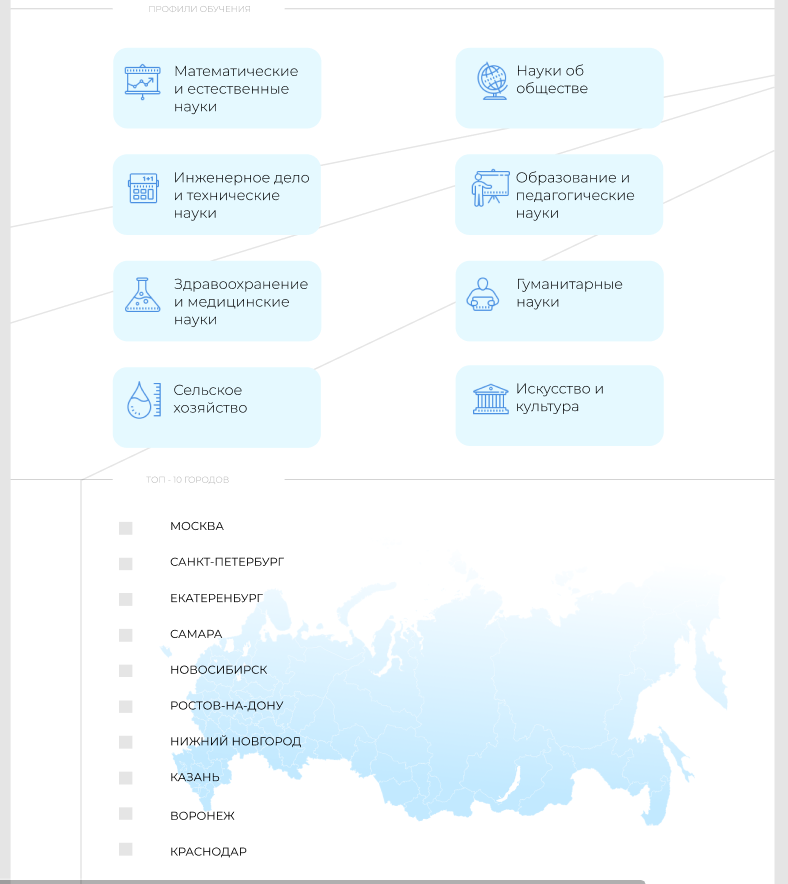 ПРОФИЛИ ОБУЧЕНИЯ
Математические
и естественные
науки
Науки об
обществе
1+1
Инженерное дело
и технические
науки
Образование и
педагогические
науки
Здравоохранение
и медицинские
науки
Гуманитарные
науки
Сельское
хозяйство
Искусство и
культура
ТОП - 10 ГОРОДОВ
МОСКВА
САНКТ-ПЕТЕРБУРГ
ЕКАТЕРЕНБУРГ
САМАРА
НОВОСИБИРСК
РОСТОВ-НА-ДОНУ
НИЖНИЙ НОВГОРОД
КАЗАНЬ
ВОРОНЕЖ
КРАСНОДАР